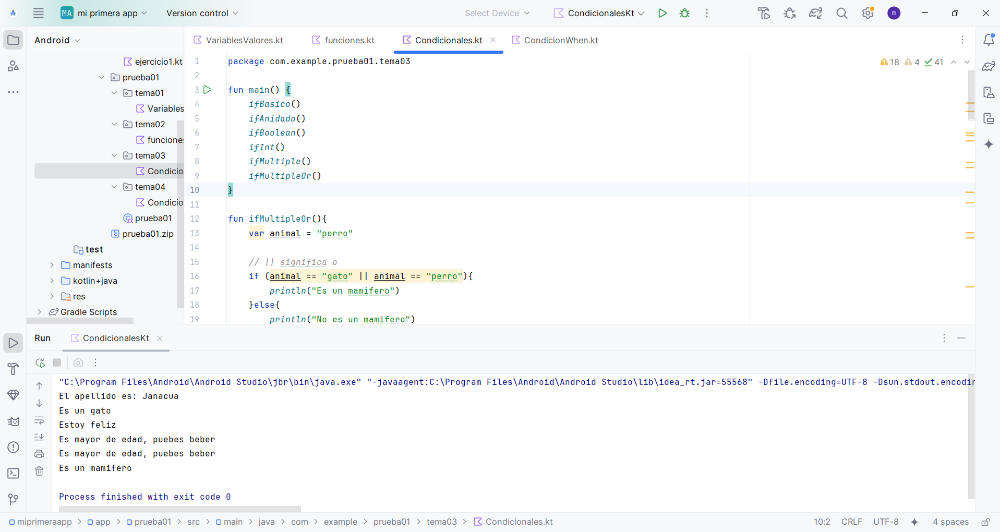 MA mi primera app Version control Select Device CondicionalesKt n
Android
VariablesValores.kt funciones.kt Condicionales.kt CondicionWhen.kt
ejercicio1.kt
prueba01
tema01
Variables
tema02
funciones
tema03
Condicio
tema04
Condicio
prueba01
prueba01.zip
test
manifests
kotlin+java
res
Gradle Scripts
18 4 41
1 package com.example.prueba01.tema03
2
3 fun main() {
4 ifBasico()
5 ifAnidado()
6 ifBoolean()
7 ifInt()
8 ifMultiple()
9 ifMultipleOr()
10 }
11
12 fun ifMultipleOr(){
13 var animal = "perro"
14
15 // || significa o
16 if (animal == "gato" || animal == "perro"){
17 println("Es un mamifero")
18 }else{
19 println("No es un mamifero")
Run CondicionalesKt
"C:\Program Files\Android\Android Studio\jbr\bin\java.exe" "-javaagent:C:\Program Files\Android\Android Studio\lib\idea_rt.jar=55568" -Dfile.encoding=UTF-8 -Dsun.stdout.encodin
El apellido es: Janacua
Es un gato
Estoy feliz
Es mayor de edad, puebes beber
Es mayor de edad, puebes beber
Es un mamifero
Process finished with exit code 0
miprimeraapp > app > prueba01 > src > main > java > com > example > prueba01 > tema03 > Condicionales.kt 10:2 CRLF UTF-8 4 spaces